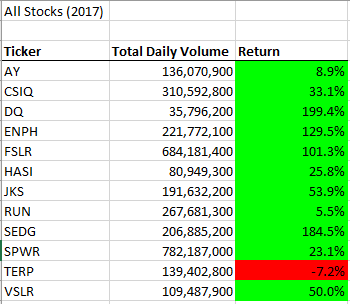 All Stocks (2017)
Ticker Total Daily Volume Return
AY 136,070,900 8.9%
CSIQ 310,592,800 33.1%
DQ 35,796,200 199.4%
ENPH 221,772,100 129.5%
FSLR 684,181,400 101.3%
HASI 80,949,300 25.8%
JKS 191,632,200 53.9%
RUN 267,681,300 5.5%
SEDG 206,885,200 184.5%
SPWR 782,187,000 23.1%
TERP 139,402,800 -7.2%
VSLR 109,487,900 50.0%